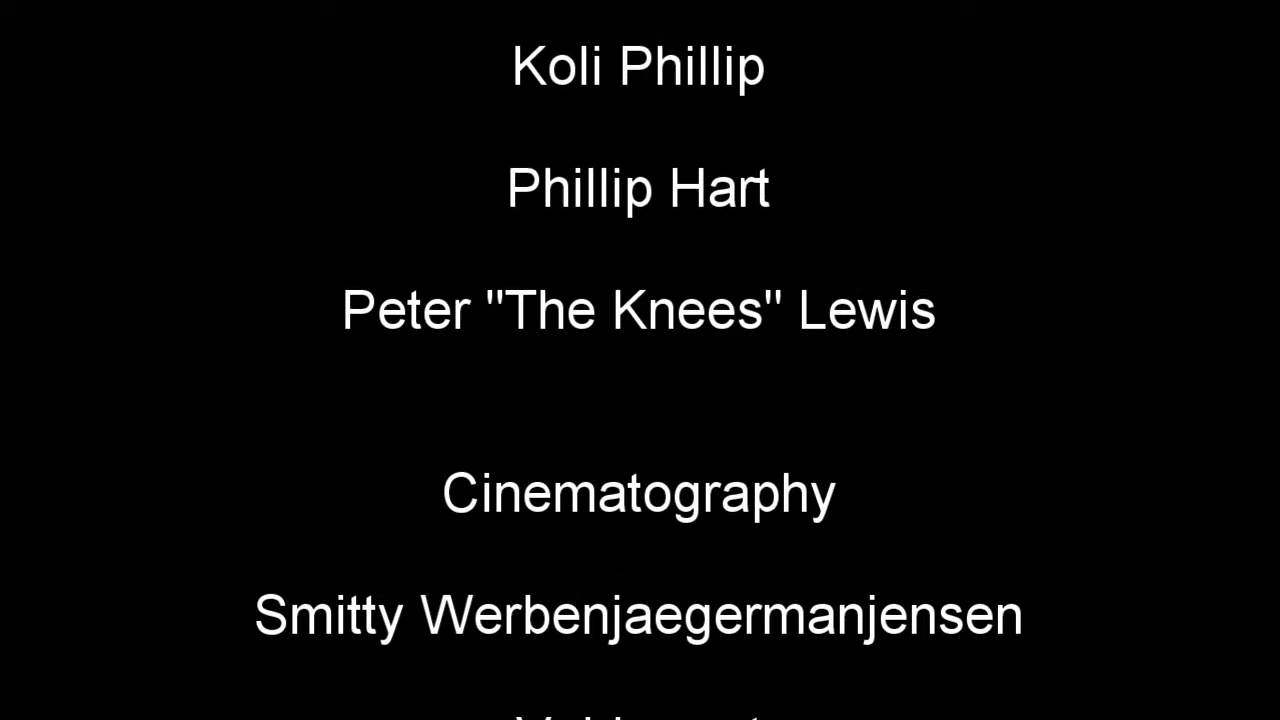 Koli Phillip
Phillip Hart
Peter "The Knees" Lewis
Cinematography
Smitty Werbenjaegermanjensen